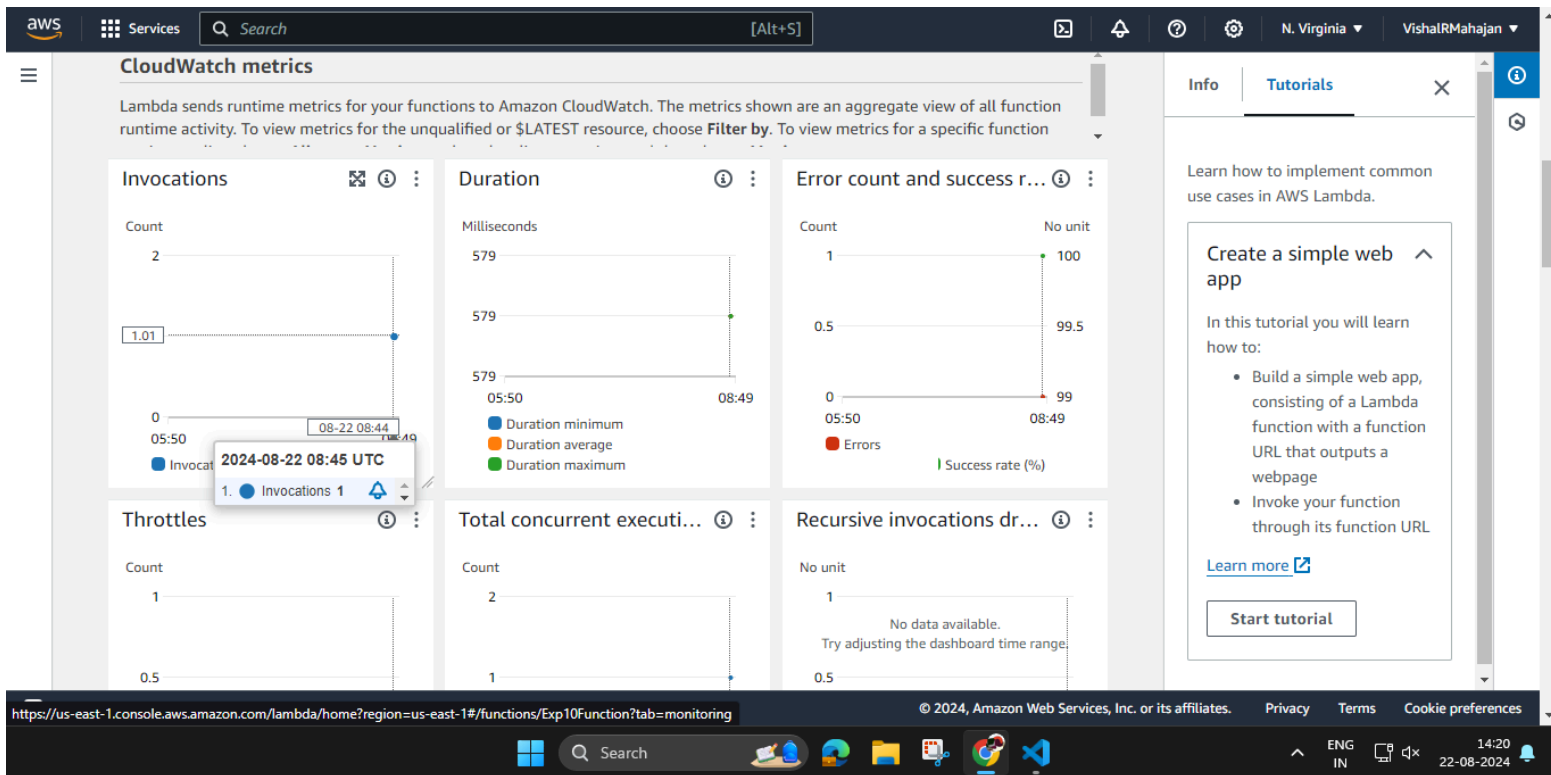 aws
Services
Search
[Alt+S]
N. Virginia
VishalRMahajan
CloudWatch metrics
Lambda sends runtime metrics for your functions to Amazon CloudWatch. The metrics shown are an aggregate view of all function
runtime activity. To view metrics for the unqualified or $LATEST resource, choose Filter by. To view metrics for a specific function
Invocations
Count
2
1.01
0
08-22 08:44
05:50
Invocat
2024-08-22 08:45 UTC
1. Invocations 1
Duration
Milliseconds
579
579
579
05:50
08:49
Duration minimum
Duration average
Duration maximum
Error count and success r...
Count
No unit
1
100
0.5
99.5
0
99
05:50
08:49
Errors
Success rate (%)
Throttles
Count
1
0.5
Total concurrent executi...
Count
2
1
Recursive invocations dr...
No unit
1
No data available.
Try adjusting the dashboard time range.
0.5
Info
Tutorials
Learn how to implement common
use cases in AWS Lambda.
Create a simple web
app
In this tutorial you will learn
how to:
• Build a simple web app,
consisting of a Lambda
function with a function
URL that outputs a
webpage
• Invoke your function
through its function URL
Learn more
Start tutorial
https://us-east-1.console.aws.amazon.com/lambda/home?region=us-east-1#/functions/Exp10Function?tab=monitoring
© 2024, Amazon Web Services, Inc. or its affiliates.
Privacy
Terms
Cookie preferences
Search
ENG
IN
14:20
22-08-2024